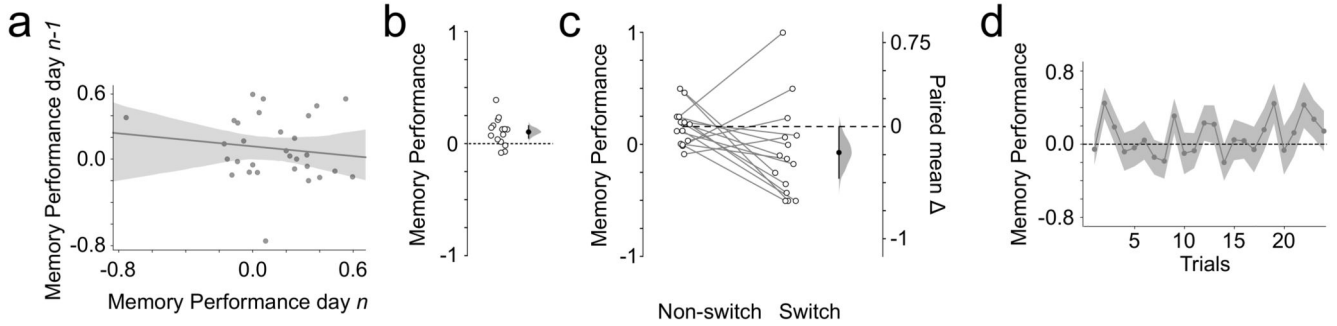 a
Memory Performance day n-1
0.6
0.0
-0.8
-0.8
0.0
0.6
Memory Performance day n
b
Memory Performance
1
0
-1
c
Memory Performance
1
0
-1
0.75
0
-1
Paired mean Δ
Non-switch
Switch
d
Memory Performance
0.8
0.0
-0.8
5
10
15
20
Trials